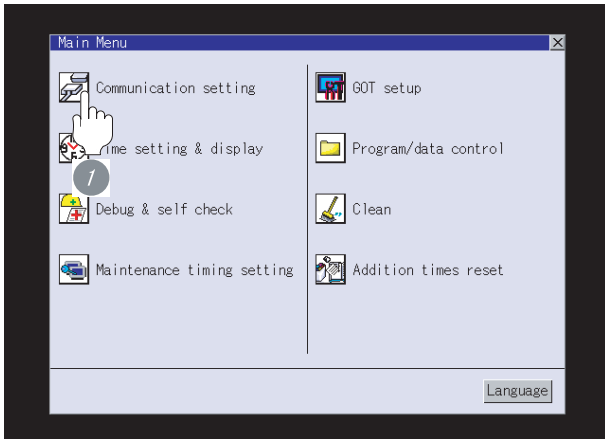 Main Menu
Communication setting
Time setting & display
1
Debug & self check
Maintenance timing setting
GOT setup
Program/data control
Clean
Addition times reset
Language